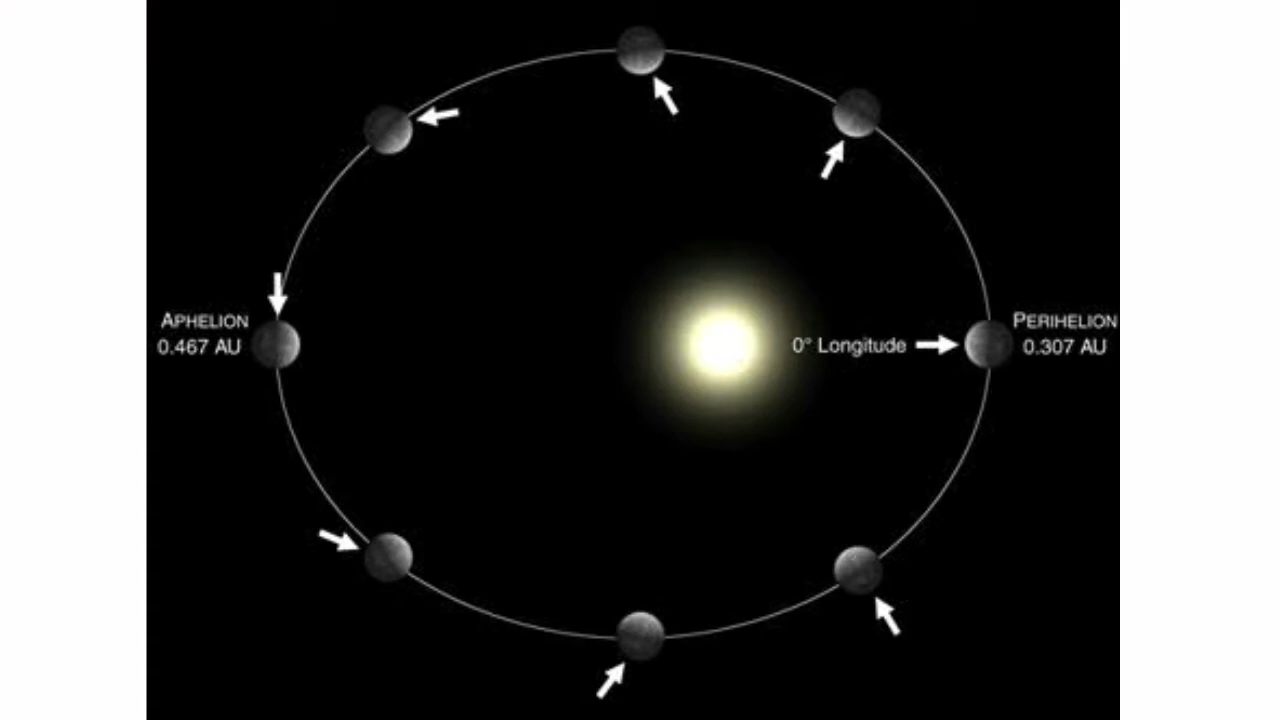 APHELION
0.467 AU
0° Longitude
PERIHELION
0.307 AU